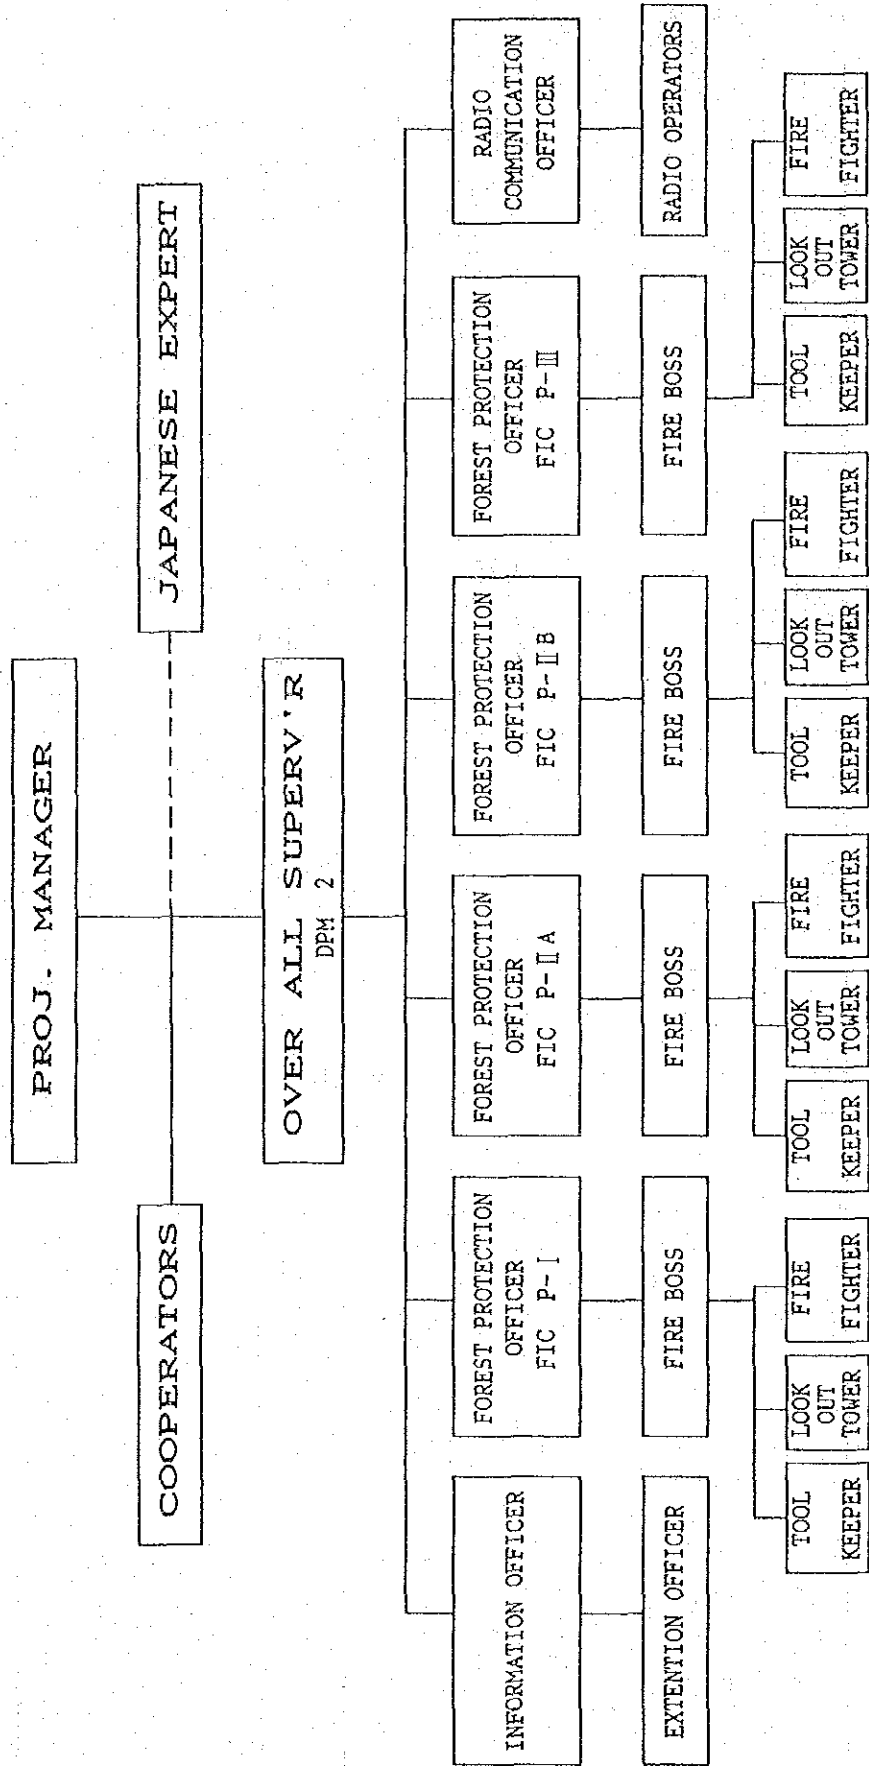 PROJ. MANAGER
COOPERATORS
JAPANESE EXPERT
OVER ALL SUPERV'R
DPM 2
INFORMATION OFFICER
FOREST PROTECTION
OFFICER
FIC P-Ⅰ
FOREST PROTECTION
OFFICER
FIC P-ⅡA
FOREST PROTECTION
OFFICER
FIC P-ⅡB
FOREST PROTECTION
OFFICER
FIC P-Ⅲ
RADIO
COMMUNICATION
OFFICER
EXTENTION OFFICER
FIRE BOSS
FIRE BOSS
FIRE BOSS
FIRE BOSS
RADIO OPERATORS
TOOL
KEEPER
LOOK
OUT
TOWER
FIRE
FIGHTER
TOOL
KEEPER
LOOK
OUT
TOWER
FIRE
FIGHTER
TOOL
KEEPER
LOOK
OUT
TOWER
FIRE
FIGHTER
TOOL
KEEPER
LOOK
OUT
TOWER
FIRE
FIGHTER